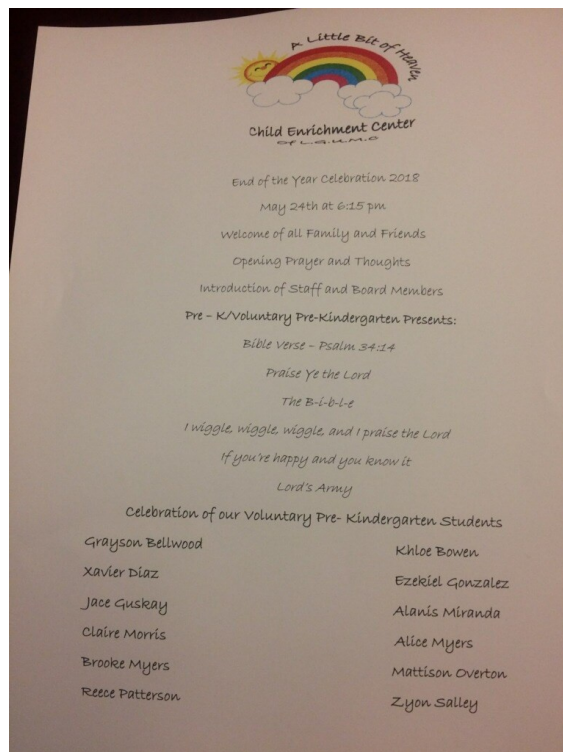 A Little Bit of Heaven
Child Enrichment Center
of L.G.U.M.C
End of the Year Celebration 2018
May 24th at 6:15 pm
Welcome of all Family and Friends
Opening Prayer and Thoughts
Introduction of Staff and Board Members
Pre – K/Voluntary Pre-Kindergarten Presents:
Bible Verse – Psalm 34:14
Praise Ye the Lord
The B-i-b-l-e
I wiggle, wiggle, wiggle, and I praise the Lord
If you're happy and you know it
Lord's Army
Celebration of our Voluntary Pre- Kindergarten Students
Grayson Bellwood
Xavier Diaz
Jace Guskay
Claire Morris
Brooke Myers
Reece Patterson
Khloe Bowen
Ezekiel Gonzalez
Alanis Miranda
Alice Myers
Mattison Overton
Zyon Salley